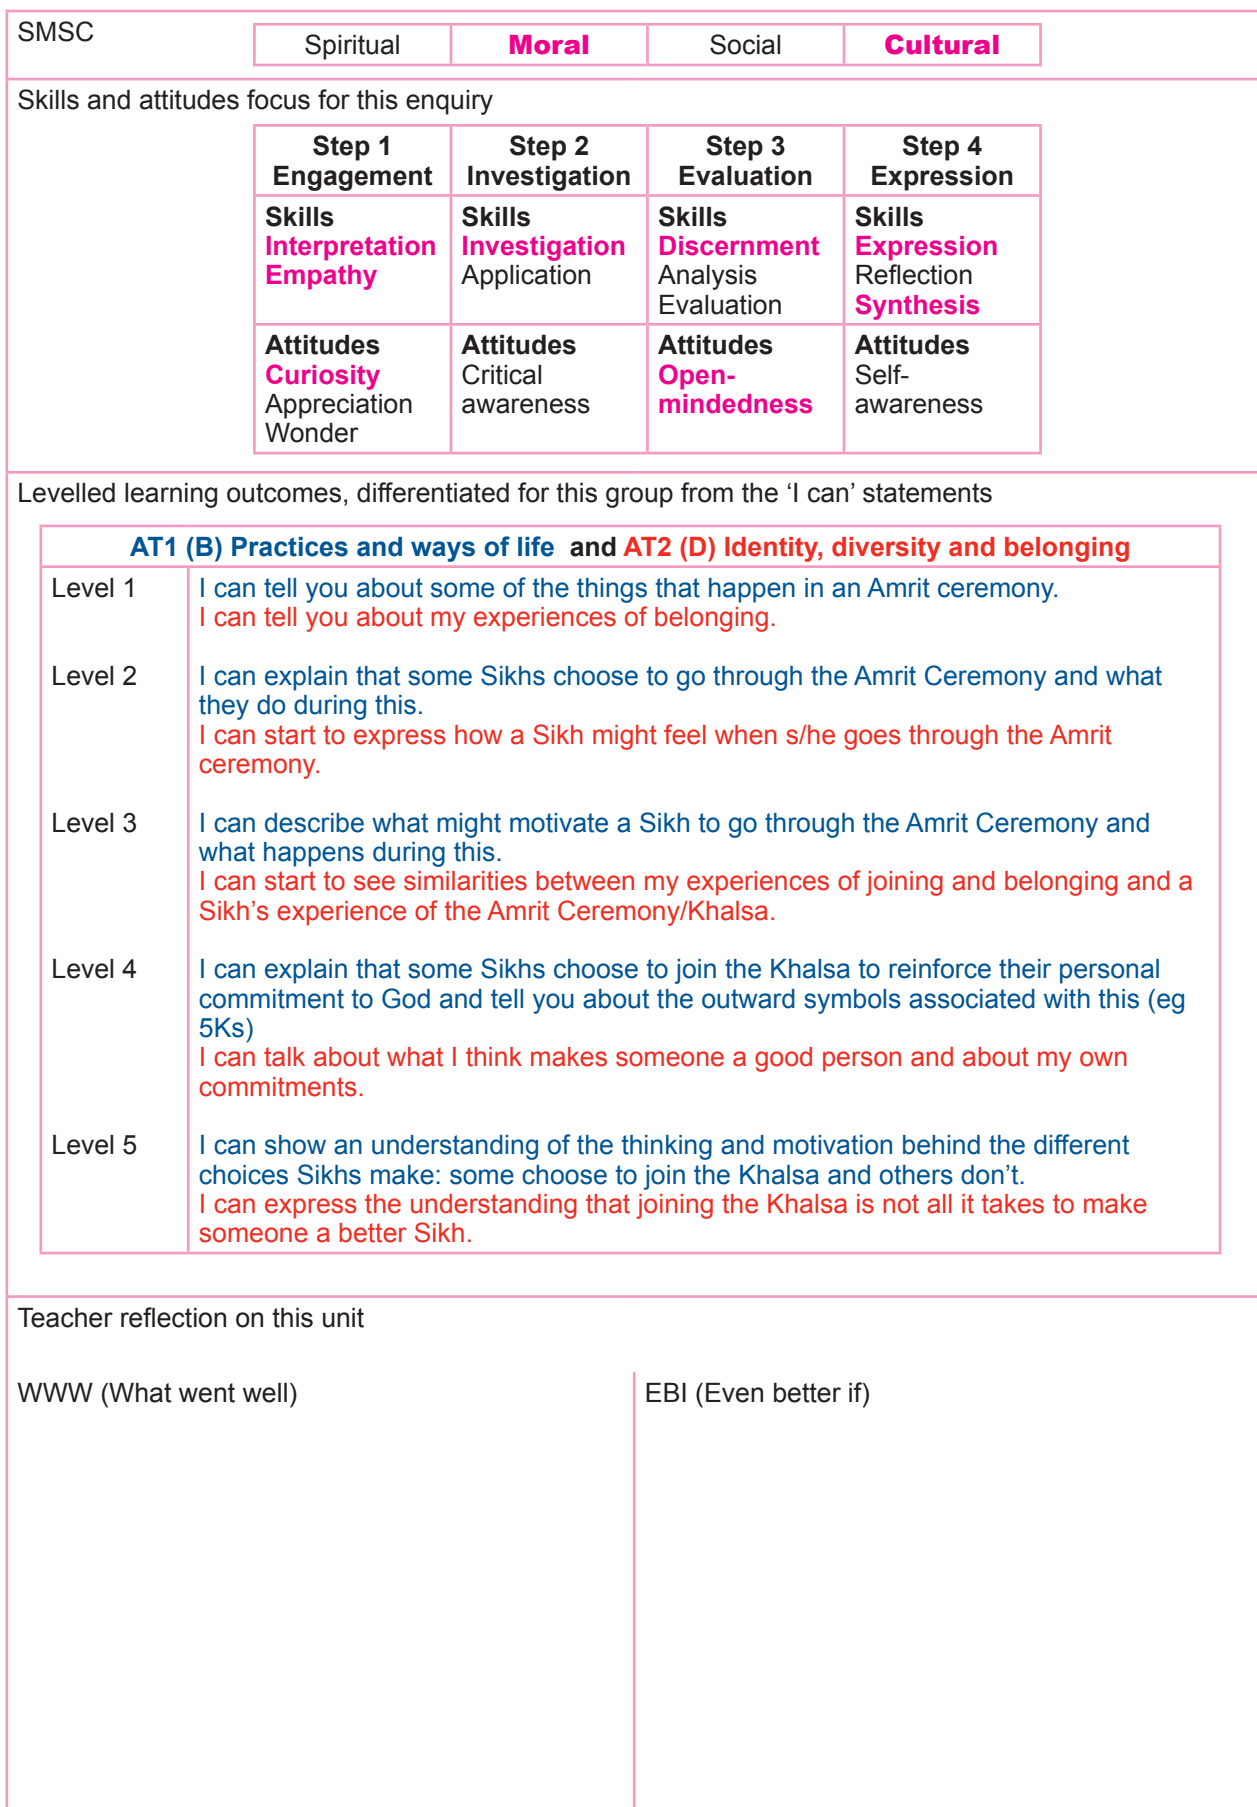 SMSC
Spiritual Moral Social Cultural
Skills and attitudes focus for this enquiry
Step 1 Step 2 Step 3 Step 4
Engagement Investigation Evaluation Expression
Skills Skills Skills Skills
Interpretation Investigation Discernment Expression
Empathy Application Analysis Reflection
Evaluation Synthesis
Attitudes Attitudes Attitudes Attitudes
Curiosity Critical Open- Self-
Appreciation awareness mindedness awareness
Wonder
Levelled learning outcomes, differentiated for this group from the ‘I can’ statements
AT1 (B) Practices and ways of life and AT2 (D) Identity, diversity and belonging
Level 1 I can tell you about some of the things that happen in an Amrit ceremony.
I can tell you about my experiences of belonging.
Level 2 I can explain that some Sikhs choose to go through the Amrit Ceremony and what
they do during this.
I can start to express how a Sikh might feel when s/he goes through the Amrit
ceremony.
Level 3 I can describe what might motivate a Sikh to go through the Amrit Ceremony and
what happens during this.
I can start to see similarities between my experiences of joining and belonging and a
Sikh’s experience of the Amrit Ceremony/Khalsa.
Level 4 I can explain that some Sikhs choose to join the Khalsa to reinforce their personal
commitment to God and tell you about the outward symbols associated with this (eg
5Ks)
I can talk about what I think makes someone a good person and about my own
commitments.
Level 5 I can show an understanding of the thinking and motivation behind the different
choices Sikhs make: some choose to join the Khalsa and others don’t.
I can express the understanding that joining the Khalsa is not all it takes to make
someone a better Sikh.
Teacher reflection on this unit
WWW (What went well) EBI (Even better if)